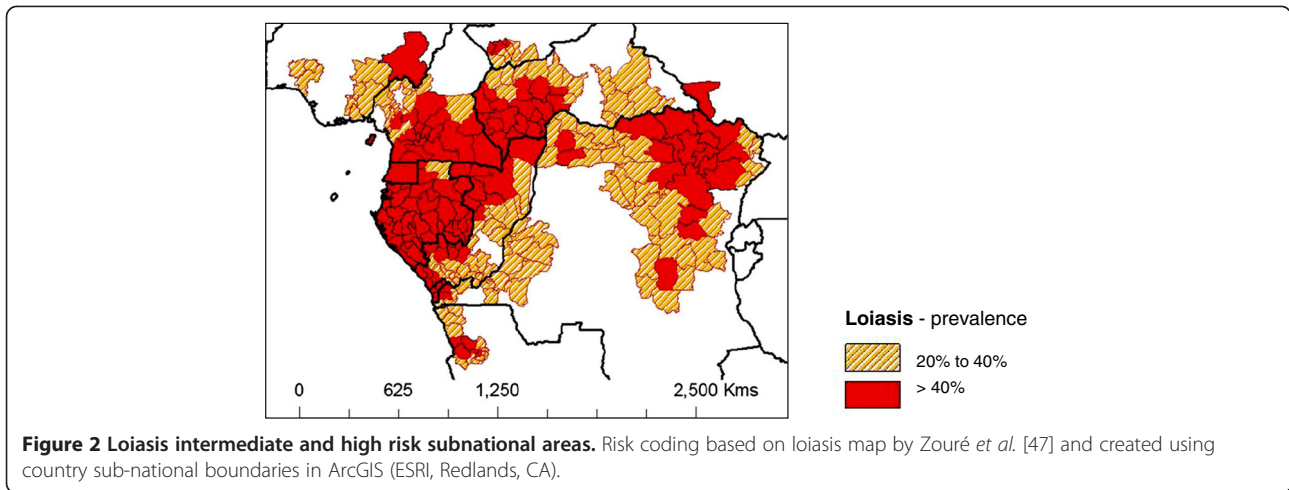 Loiasis - prevalence
20% to 40%
> 40%
0 625 1,250 2,500 Kms
Figure 2 Loiasis intermediate and high risk subnational areas. Risk coding based on loiasis map by Zouré et al. [47] and created using
country sub-national boundaries in ArcGIS (ESRI, Redlands, CA).